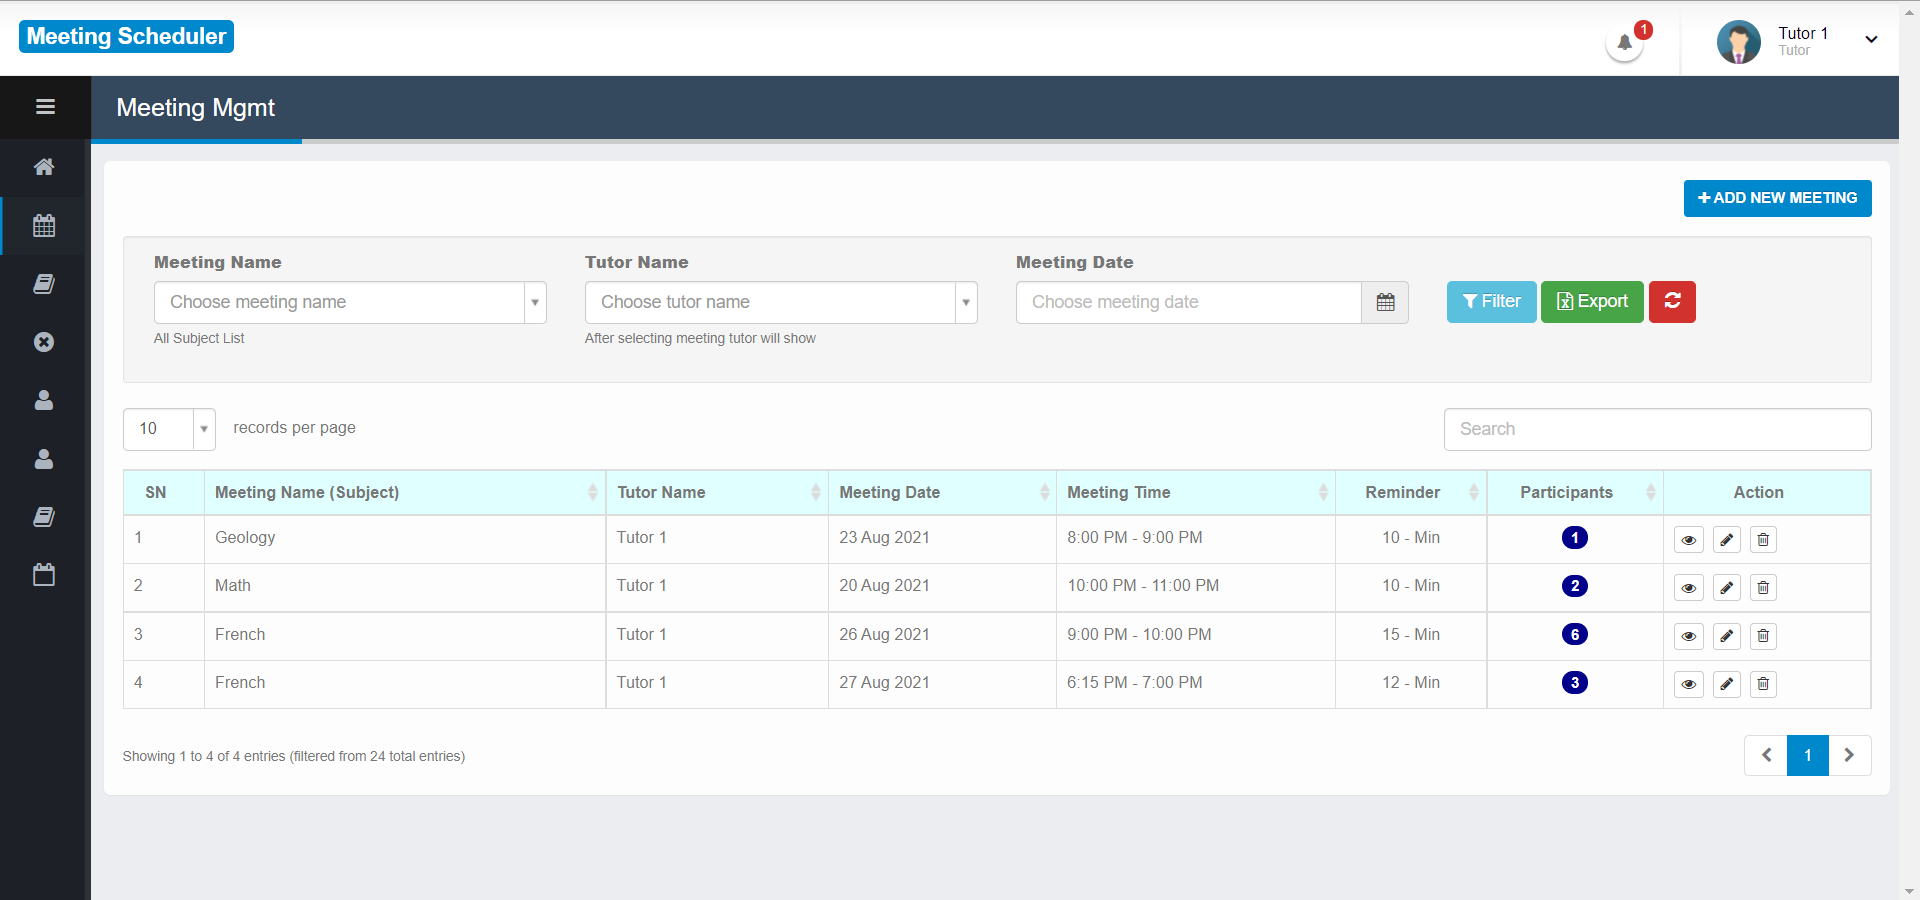 Meeting Scheduler
1
Tutor 1
Tutor
Meeting Mgmt
ADD NEW MEETING
Meeting Name Tutor Name Meeting Date
Choose meeting name Choose tutor name Choose meeting date Filter Export
All Subject List After selecting meeting tutor will show
10 records per page Search
SN Meeting Name (Subject) Tutor Name Meeting Date Meeting Time Reminder Participants Action
1 Geology Tutor 1 23 Aug 2021 8:00 PM - 9:00 PM 10 - Min 1
2 Math Tutor 1 20 Aug 2021 10:00 PM - 11:00 PM 10 - Min 2
3 French Tutor 1 26 Aug 2021 9:00 PM - 10:00 PM 15 - Min 6
4 French Tutor 1 27 Aug 2021 6:15 PM - 7:00 PM 12 - Min 3
Showing 1 to 4 of 4 entries (filtered from 24 total entries) 1